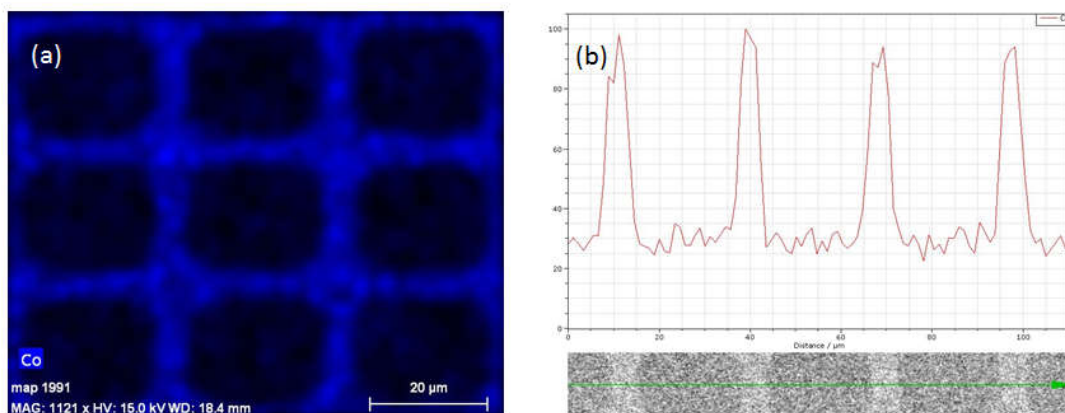 (a)
Co
map 1991
20 µm
MAG: 1121 x HV: 15.0 kV WD: 18.4 mm
(b)
C
100
80
60
40
20
0
0 20 40 60 80 100
Distance / µm